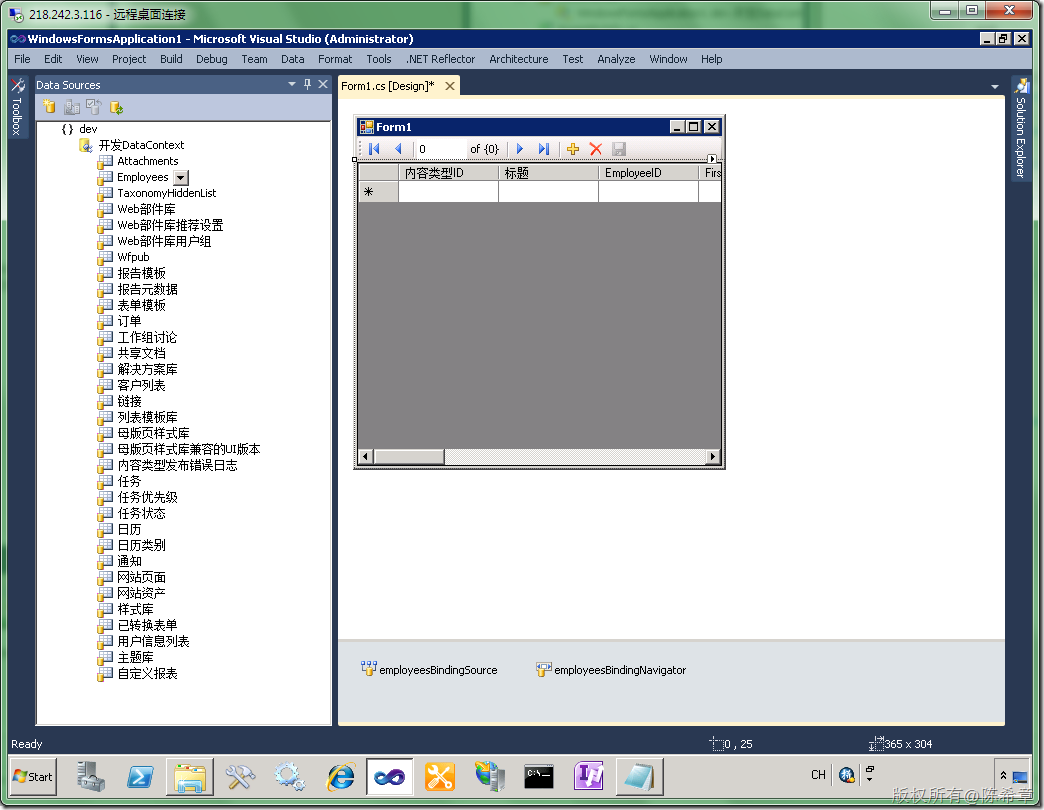 218.242.3.116 - 远程桌面连接
WindowsFormsApplication1 - Microsoft Visual Studio (Administrator)
File Edit View Project Build Debug Team Data Format Tools .NET Reflector Architecture Test Analyze Window Help
Toolbox
Data Sources
dev
开发DataContext
Attachments
Employees
TaxonomyHiddenList
Web部件库
Web部件库推荐设置
Web部件库用户组
Wfpub
报告模板
报告元数据
表单模板
订单
工作组讨论
共享文档
解决方案库
客户列表
链接
列表模板库
母版页样式库
母版页样式库兼容的UI版本
内容类型发布错误日志
任务
任务优先级
任务状态
日历
日历类别
通知
网站页面
网站资产
样式库
已转换表单
用户信息列表
主题库
自定义报表
Form1.cs [Design]*
Form1
0 of {0}
内容类型ID 标题 EmployeeID Firs
employeesBindingSource employeesBindingNavigator
Solution Explorer
Ready 0 , 25 365 x 304
Start CH
版权所有@陈希章